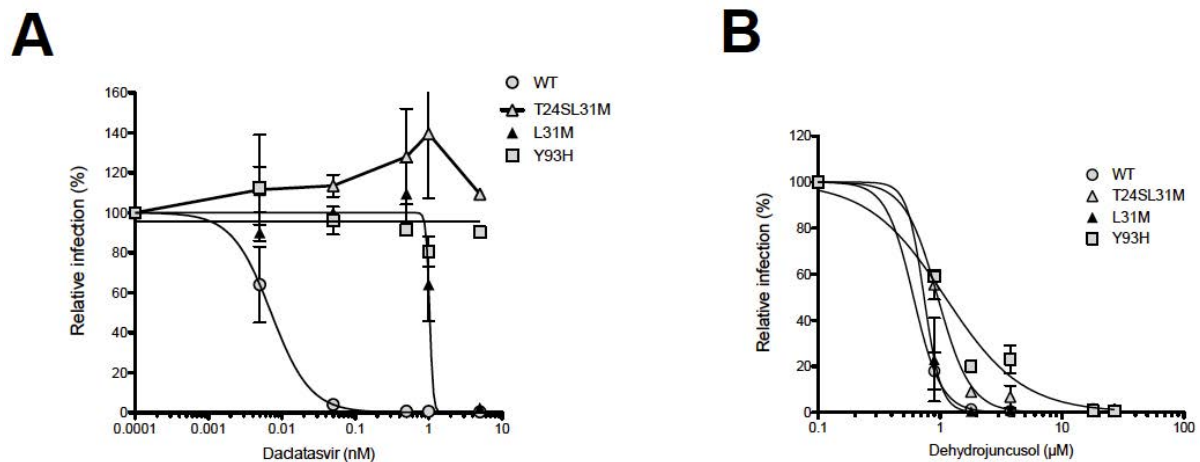 A
Relative infection (%)
160
140
120
100
80
60
40
20
0
0.0001
0.001
0.01
0.1
1
10
Daclatasvir (nM)
WT
T24SL31M
L31M
Y93H
B
Relative infection (%)
120
100
80
60
40
20
0
0.1
1
10
100
Dehydrojuncusol (µM)
WT
T24SL31M
L31M
Y93H